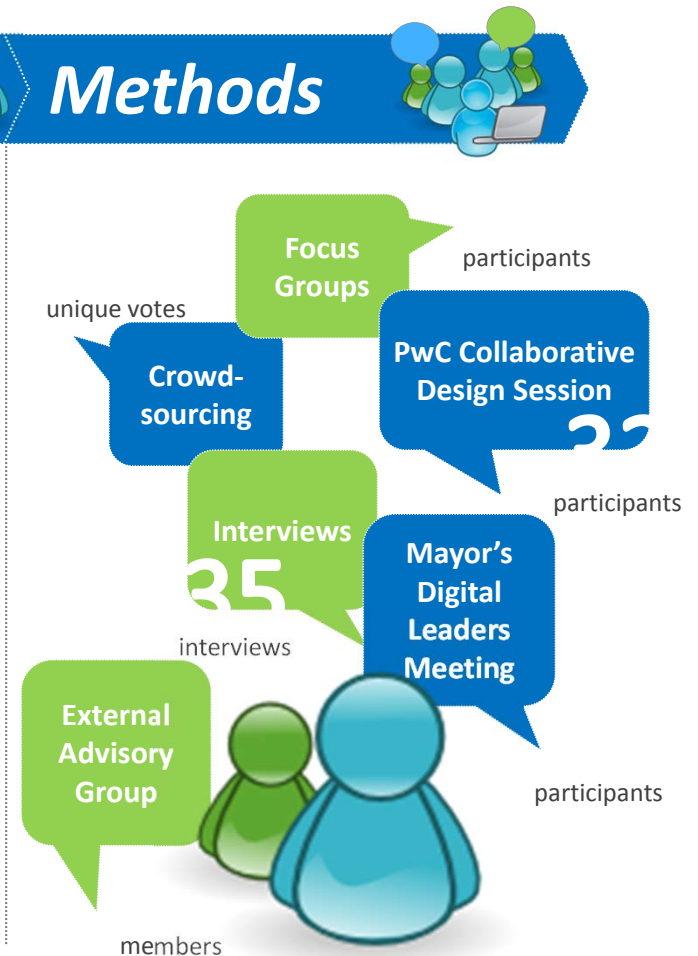 Methods
Focus
Groups
participants
unique votes
Crowd-
sourcing
PwC Collaborative
Design Session
participants
Interviews
35
interviews
Mayor's
Digital
Leaders
Meeting
participants
External
Advisory
Group
members